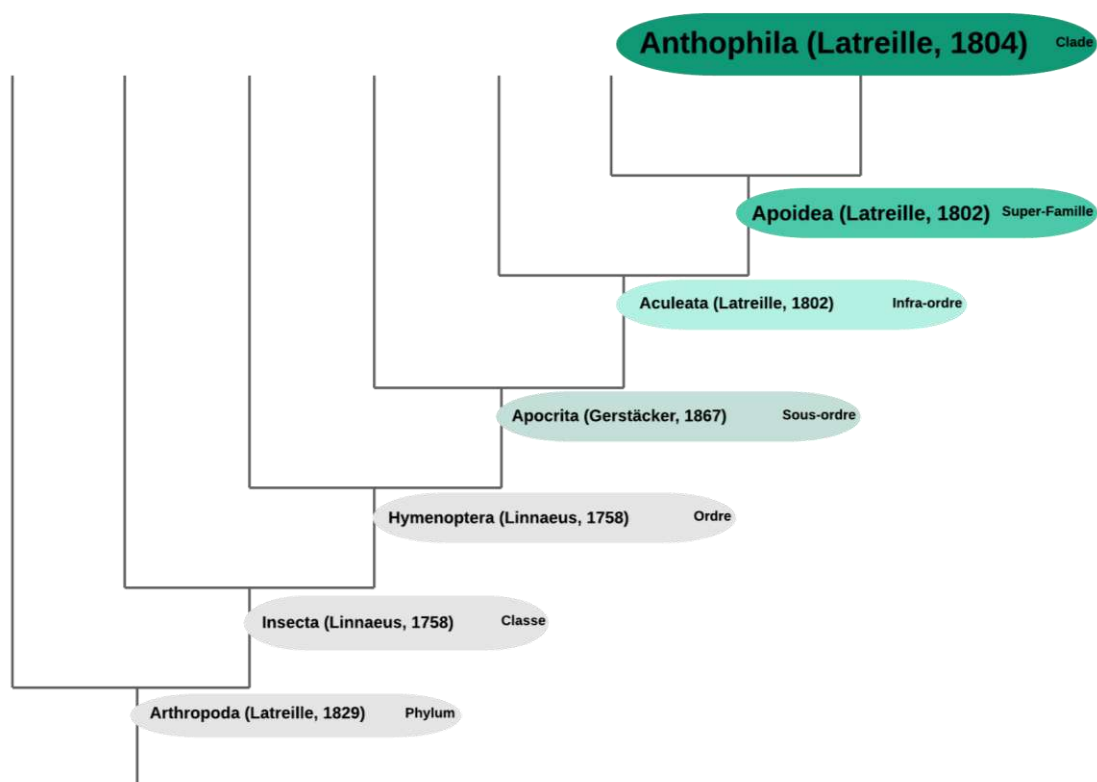 Anthophila (Latreille, 1804) Clade
Apoidea (Latreille, 1802) Super-Famille
Aculeata (Latreille, 1802) Infra-ordre
Apocrita (Gerstäcker, 1867) Sous-ordre
Hymenoptera (Linnaeus, 1758) Ordre
Insecta (Linnaeus, 1758) Classe
Arthropoda (Latreille, 1829) Phylum